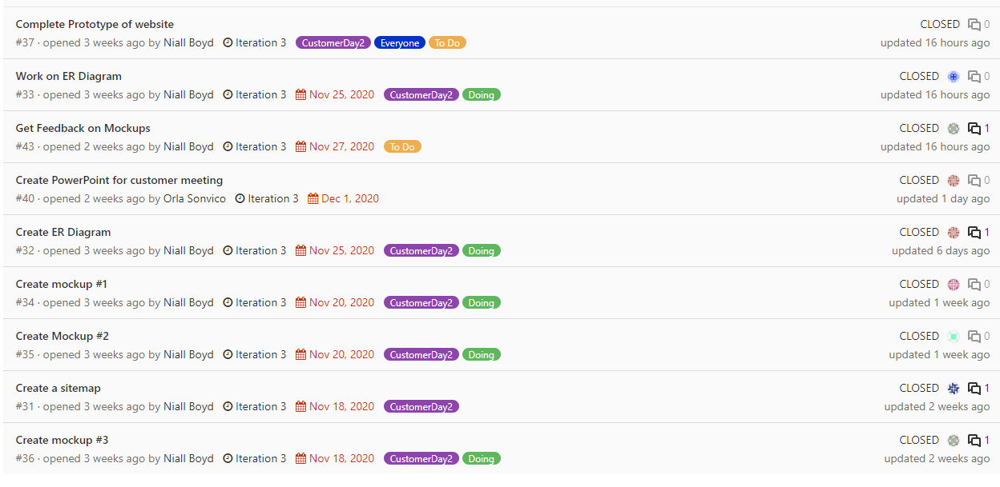 Complete Prototype of website CLOSED 0
#37 · opened 3 weeks ago by Niall Boyd Iteration 3 CustomerDay2 Everyone To Do updated 16 hours ago
Work on ER Diagram CLOSED 0
#33 · opened 3 weeks ago by Niall Boyd Iteration 3 Nov 25, 2020 CustomerDay2 Doing updated 16 hours ago
Get Feedback on Mockups CLOSED 1
#43 · opened 2 weeks ago by Niall Boyd Iteration 3 Nov 27, 2020 To Do updated 16 hours ago
Create PowerPoint for customer meeting CLOSED 0
#40 · opened 2 weeks ago by Orla Sonvico Iteration 3 Dec 1, 2020 updated 1 day ago
Create ER Diagram CLOSED 1
#32 · opened 3 weeks ago by Niall Boyd Iteration 3 Nov 25, 2020 CustomerDay2 Doing updated 6 days ago
Create mockup #1 CLOSED 0
#34 · opened 3 weeks ago by Niall Boyd Iteration 3 Nov 20, 2020 CustomerDay2 Doing updated 1 week ago
Create Mockup #2 CLOSED 0
#35 · opened 3 weeks ago by Niall Boyd Iteration 3 Nov 20, 2020 CustomerDay2 Doing updated 1 week ago
Create a sitemap CLOSED 1
#31 · opened 3 weeks ago by Niall Boyd Iteration 3 Nov 18, 2020 CustomerDay2 updated 2 weeks ago
Create mockup #3 CLOSED 1
#36 · opened 3 weeks ago by Niall Boyd Iteration 3 Nov 18, 2020 CustomerDay2 Doing updated 2 weeks ago